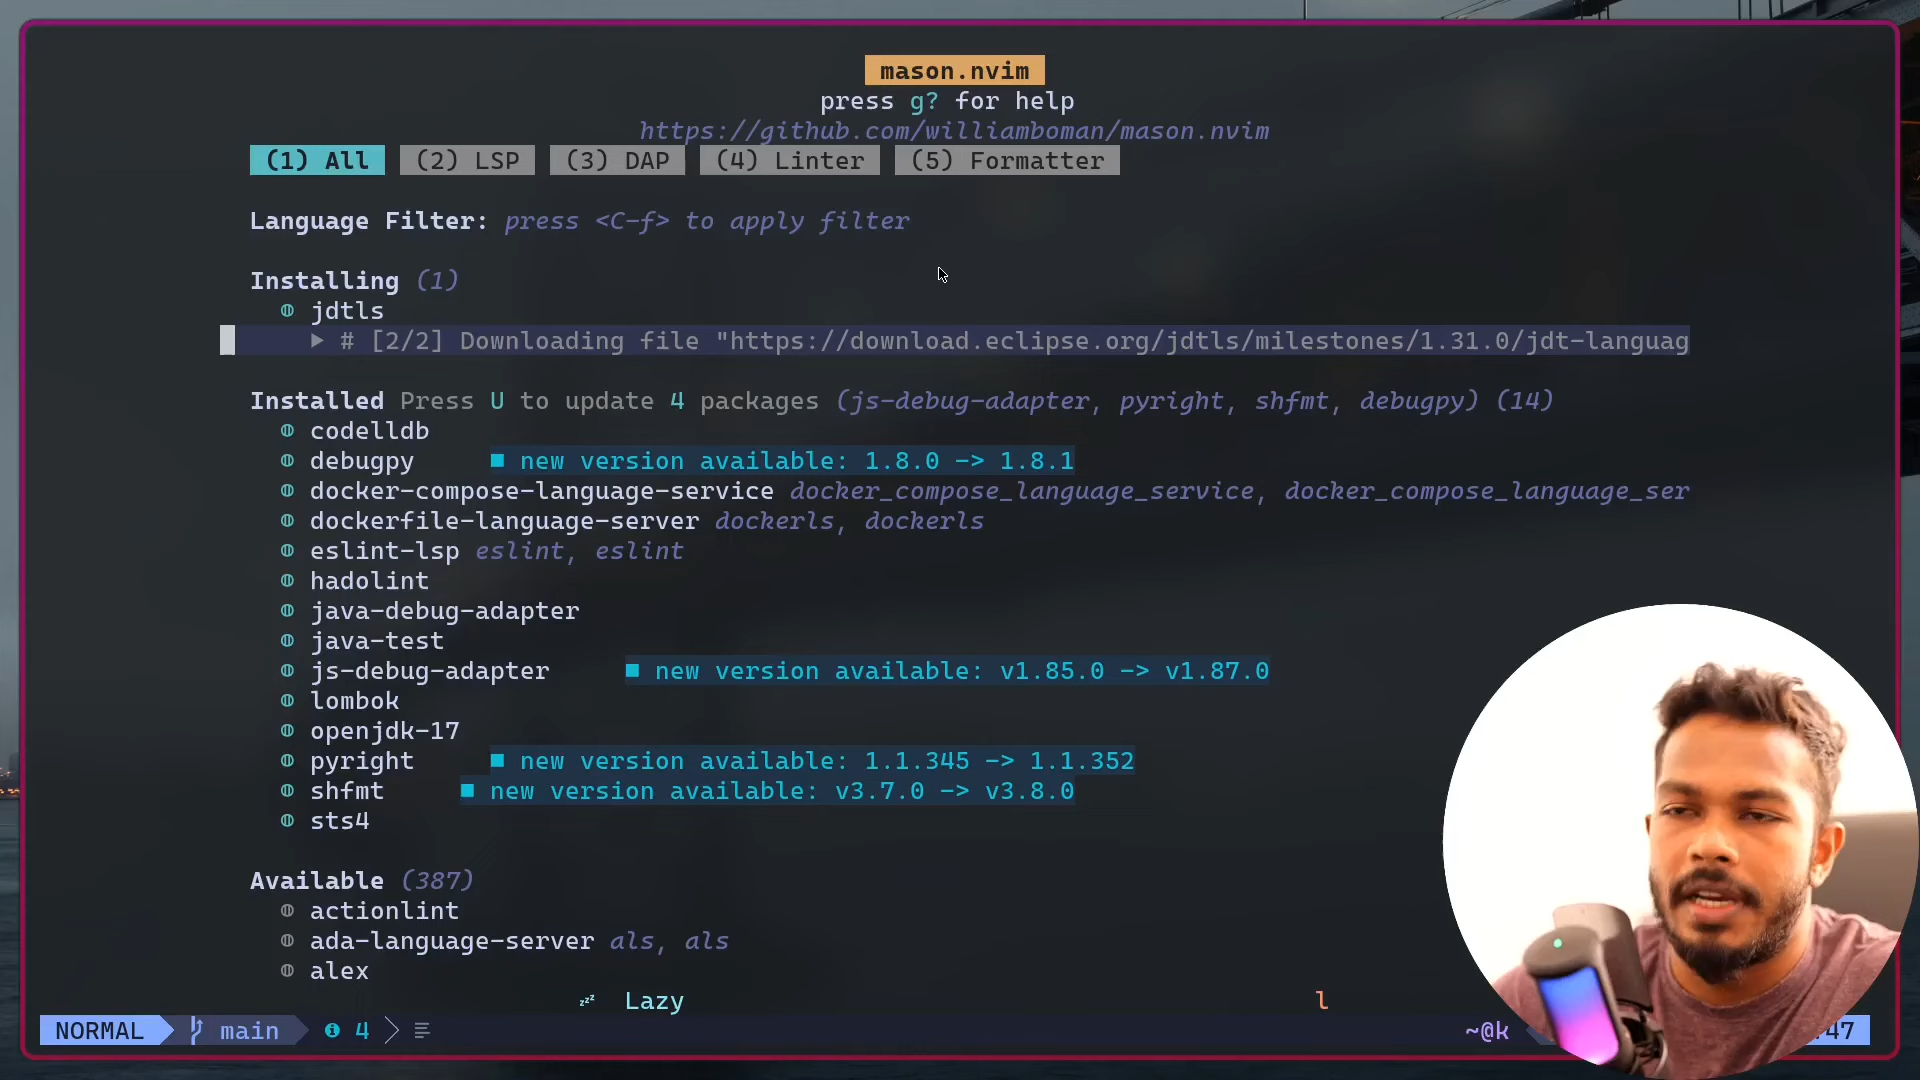 mason.nvim
press g? for help
https://github.com/williamboman/mason.nvim
(1) All (2) LSP (3) DAP (4) Linter (5) Formatter
Language Filter: press <C-f> to apply filter
Installing (1)
jdtls
# [2/2] Downloading file "https://download.eclipse.org/jdtls/milestones/1.31.0/jdt-languag
Installed Press U to update 4 packages (js-debug-adapter, pyright, shfmt, debugpy) (14)
codelldb
debugpy ■ new version available: 1.8.0 -> 1.8.1
docker-compose-language-service docker_compose_language_service, docker_compose_language_ser
dockerfile-language-server dockerls, dockerls
eslint-lsp eslint, eslint
hadolint
java-debug-adapter
java-test
js-debug-adapter ■ new version available: v1.85.0 -> v1.87.0
lombok
openjdk-17
pyright ■ new version available: 1.1.345 -> 1.1.352
shfmt ■ new version available: v3.7.0 -> v3.8.0
sts4
Available (387)
actionlint
ada-language-server als, als
alex
zzz Lazy l
NORMAL main 4 ~@k 47